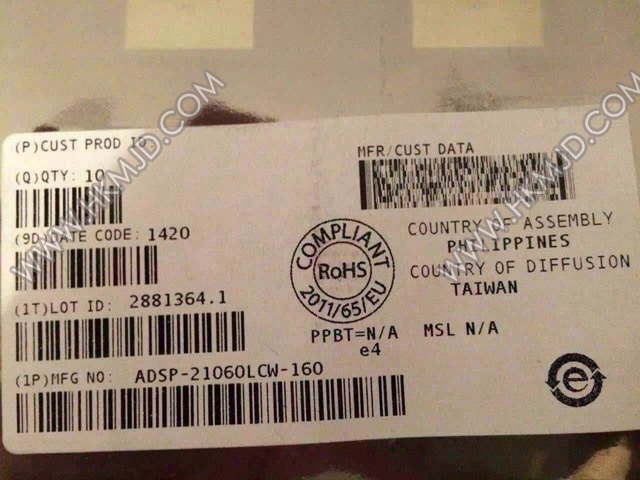 (P)CUST PROD ID:
(Q)QTY: 10
(9D)DATE CODE: 1420
(1T)LOT ID: 2881364.1
(1P)MFG NO: ADSP-21060LCW-160
MFR/CUST DATA
COMPLIANT
RoHS
2011/65/EU
COUNTRY OF ASSEMBLY
PHILIPPINES
COUNTRY OF DIFFUSION
TAIWAN
PPBT=N/A MSL N/A
e4
e
WWW.HKMJD.COM
WWW.HKMJD.COM
WWW.HKMJD.COM